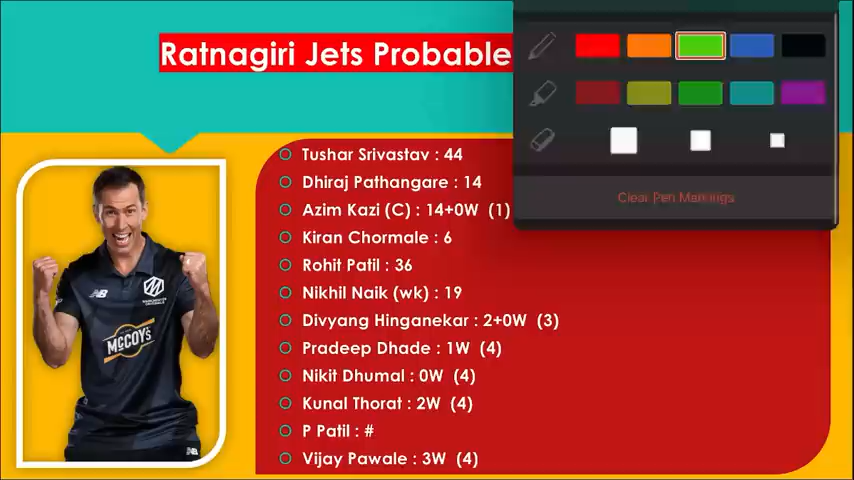 Ratnagiri Jets Probable
Clear Pen Markings
Tushar Srivastav : 44
Dhiraj Pathangare : 14
Azim Kazi (C) : 14+0W (1)
Kiran Chormale : 6
Rohit Patil : 36
Nikhil Naik (wk) : 19
Divyang Hinganekar : 2+0W (3)
Pradeep Dhade : 1W (4)
Nikit Dhumal : 0W (4)
Kunal Thorat : 2W (4)
P Patil : #
Vijay Pawale : 3W (4)
NB
McCOY'S